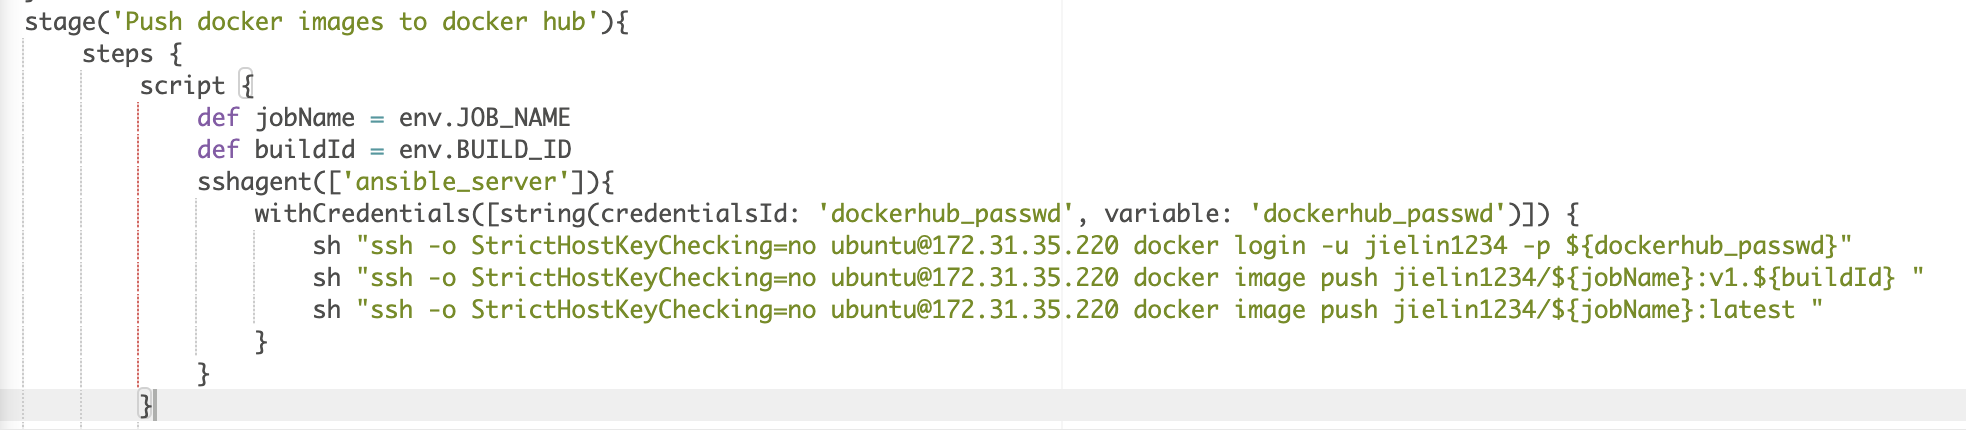 stage('Push docker images to docker hub'){
    steps {
        script {
            def jobName = env.JOB_NAME
            def buildId = env.BUILD_ID
            sshagent(['ansible_server']){
                withCredentials([string(credentialsId: 'dockerhub_passwd', variable: 'dockerhub_passwd')]) {
                    sh "ssh -o StrictHostKeyChecking=no ubuntu@172.31.35.220 docker login -u jielin1234 -p ${dockerhub_passwd}"
                    sh "ssh -o StrictHostKeyChecking=no ubuntu@172.31.35.220 docker image push jielin1234/${jobName}:v1.${buildId} "
                    sh "ssh -o StrictHostKeyChecking=no ubuntu@172.31.35.220 docker image push jielin1234/${jobName}:latest "
                }
            }
        }